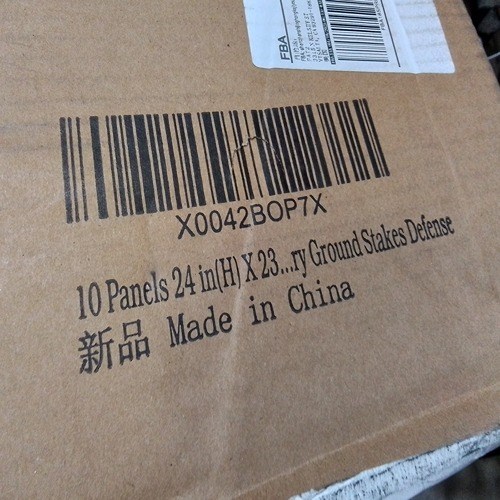 FBA
X0042BOP7X
10 Panels 24 in(H) X 23...ry Ground Stakes Defense
新品 Made in China